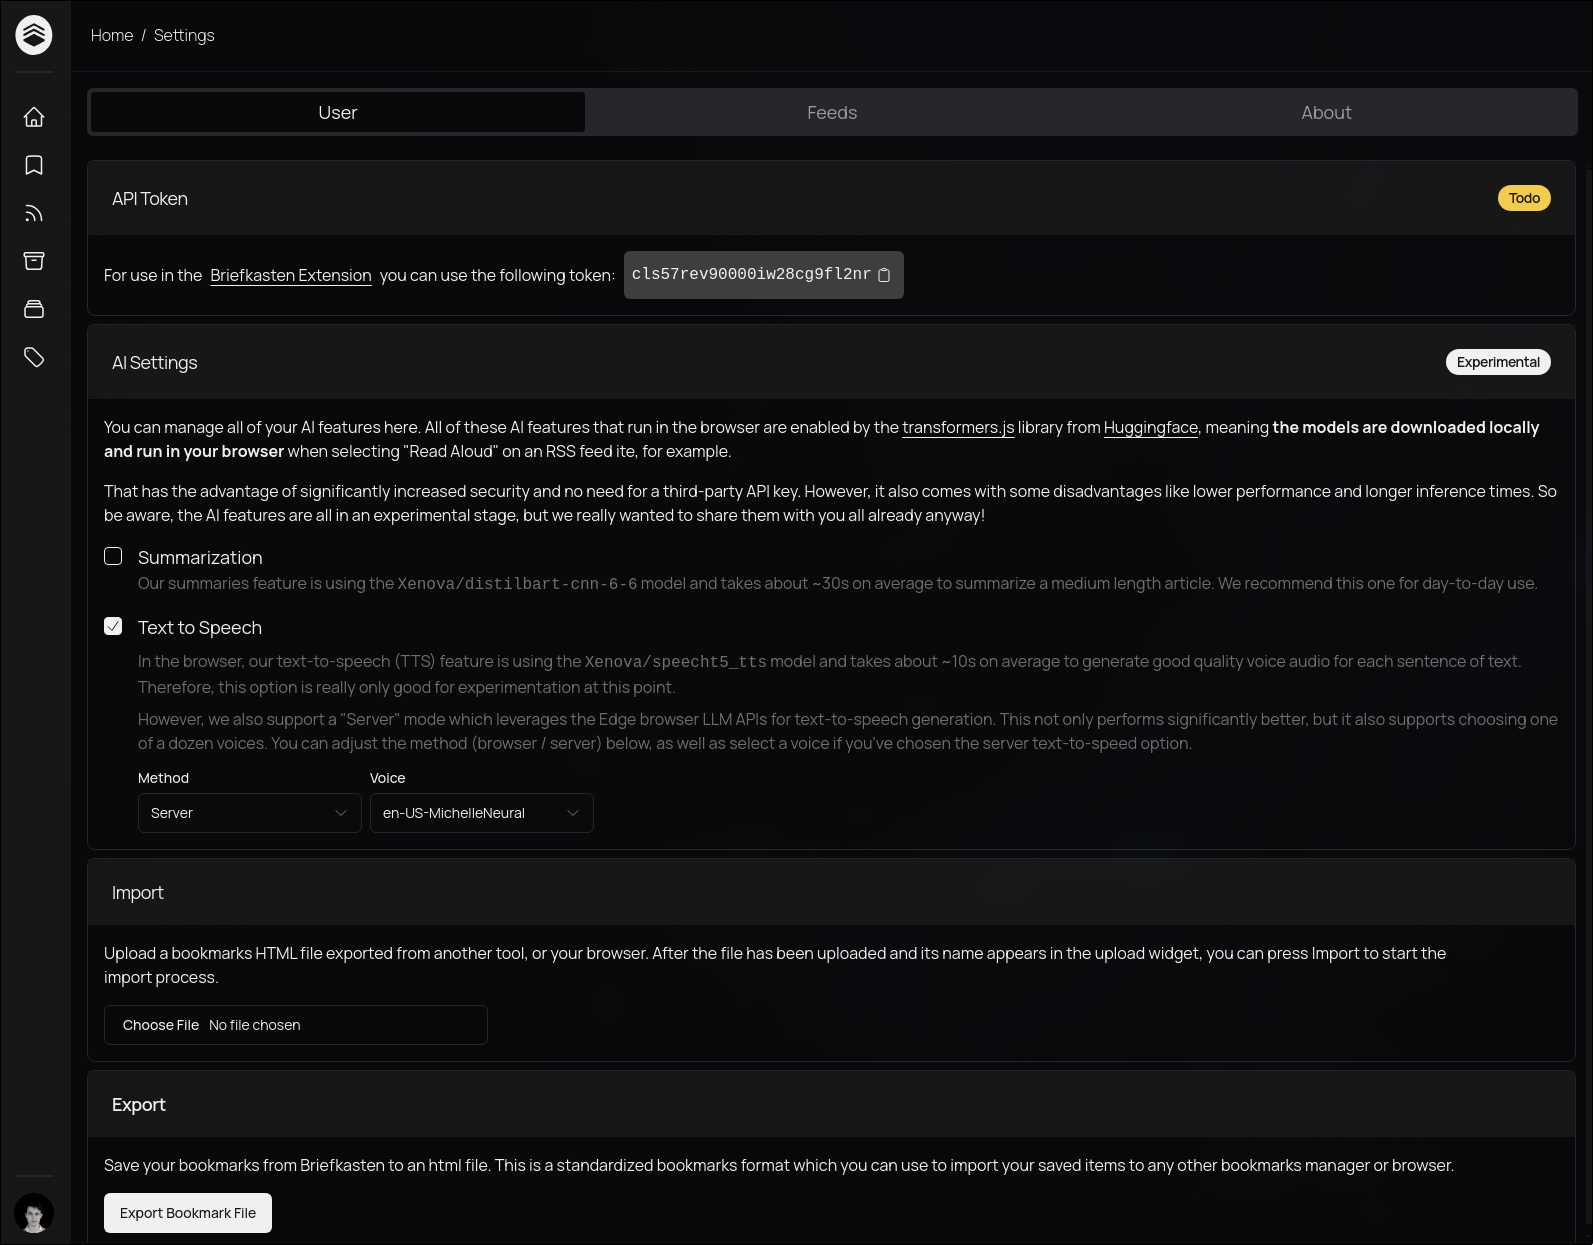 Home / Settings
User
Feeds
About
API Token
Todo
For use in the Briefkasten Extension you can use the following token: cls57rev90000iw28cg9fl2nr
AI Settings
Experimental
You can manage all of your AI features here. All of these AI features that run in the browser are enabled by the transformers.js library from Huggingface, meaning the models are downloaded locally
and run in your browser when selecting "Read Aloud" on an RSS feed ite, for example.
That has the advantage of significantly increased security and no need for a third-party API key. However, it also comes with some disadvantages like lower performance and longer inference times. So
be aware, the AI features are all in an experimental stage, but we really wanted to share them with you all already anyway!
Summarization
Our summaries feature is using the Xenova/distilbart-cnn-6-6 model and takes about ~30s on average to summarize a medium length article. We recommend this one for day-to-day use.
Text to Speech
In the browser, our text-to-speech (TTS) feature is using the Xenova/speecht5_tts model and takes about ~10s on average to generate good quality voice audio for each sentence of text.
Therefore, this option is really only good for experimentation at this point.
However, we also support a "Server" mode which leverages the Edge browser LLM APIs for text-to-speech generation. This not only performs significantly better, but it also supports choosing one
of a dozen voices. You can adjust the method (browser / server) below, as well as select a voice if you've chosen the server text-to-speed option.
Method
Voice
Server
en-US-MichelleNeural
Import
Upload a bookmarks HTML file exported from another tool, or your browser. After the file has been uploaded and its name appears in the upload widget, you can press Import to start the
import process.
Choose File No file chosen
Export
Save your bookmarks from Briefkasten to an html file. This is a standardized bookmarks format which you can use to import your saved items to any other bookmarks manager or browser.
Export Bookmark File